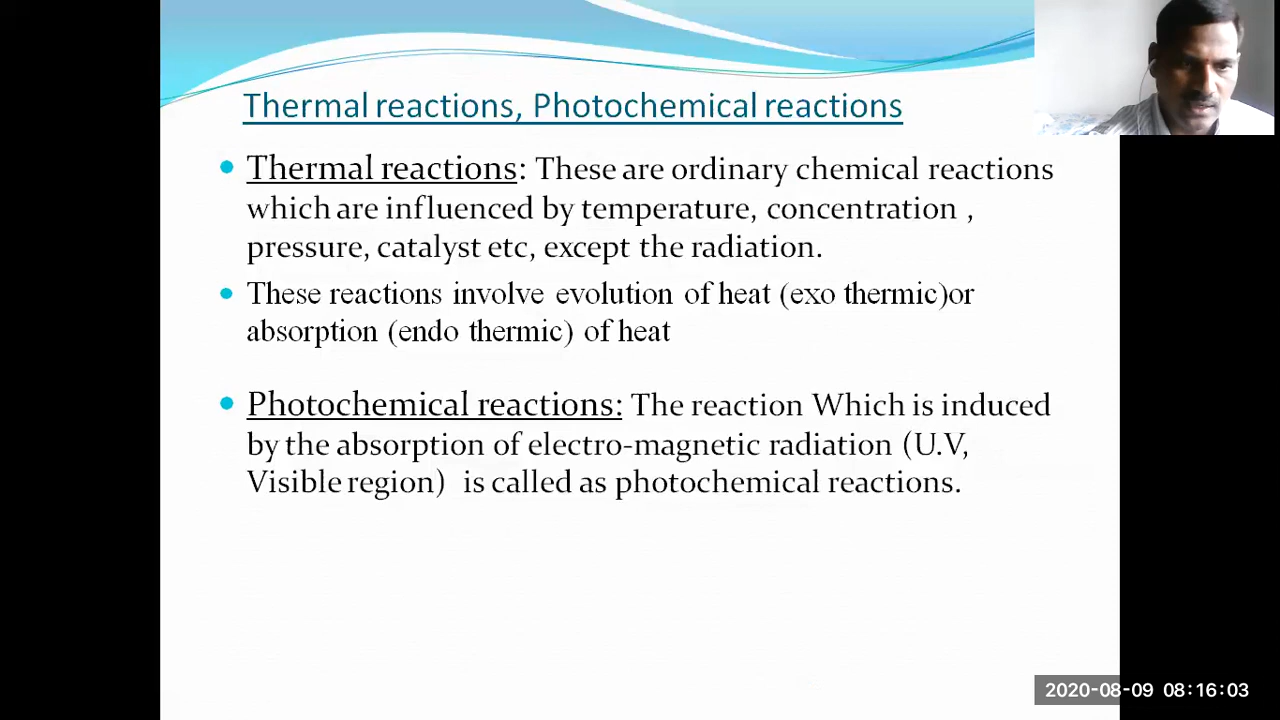 Thermal reactions, Photochemical reactions
Thermal reactions: These are ordinary chemical reactions
which are influenced by temperature, concentration ,
pressure, catalyst etc, except the radiation.
These reactions involve evolution of heat (exo thermic)or
absorption (endo thermic) of heat
Photochemical reactions: The reaction Which is induced
by the absorption of electro-magnetic radiation (U.V,
Visible region)  is called as photochemical reactions.
2020-08-09 08:16:03